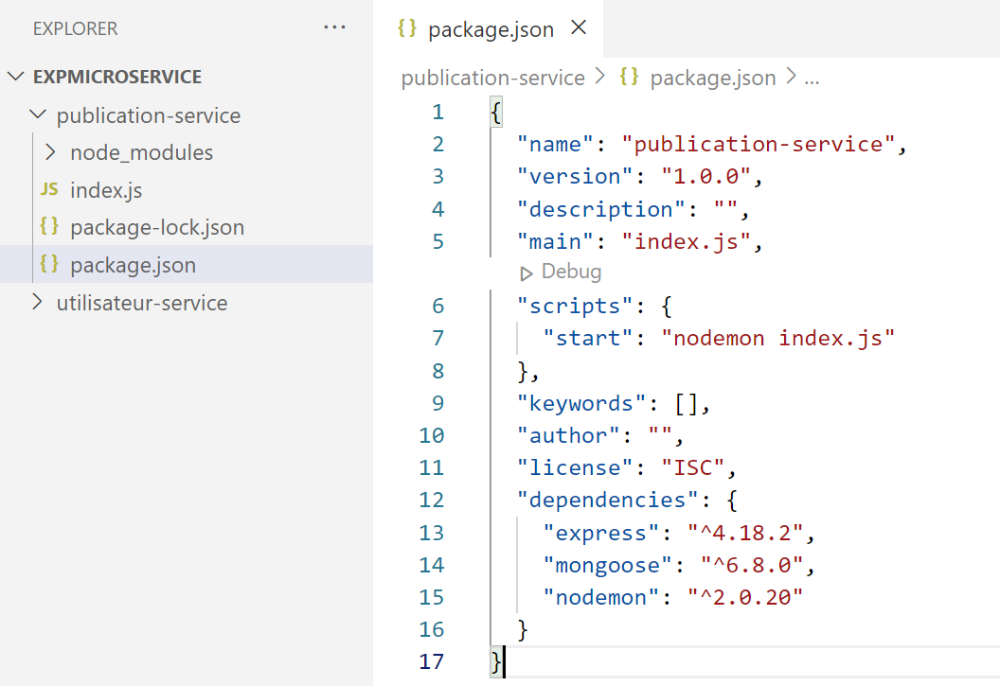 EXPLORER
EXPMICROSERVICE
publication-service
node_modules
JS index.js
{} package-lock.json
{} package.json
utilisateur-service
{} package.json
publication-service > {} package.json > ...
1 {
2 "name": "publication-service",
3 "version": "1.0.0",
4 "description": "",
5 "main": "index.js",
Debug
6 "scripts": {
7 "start": "nodemon index.js"
8 },
9 "keywords": [],
10 "author": "",
11 "license": "ISC",
12 "dependencies": {
13 "express": "^4.18.2",
14 "mongoose": "^6.8.0",
15 "nodemon": "^2.0.20"
16 }
17 }